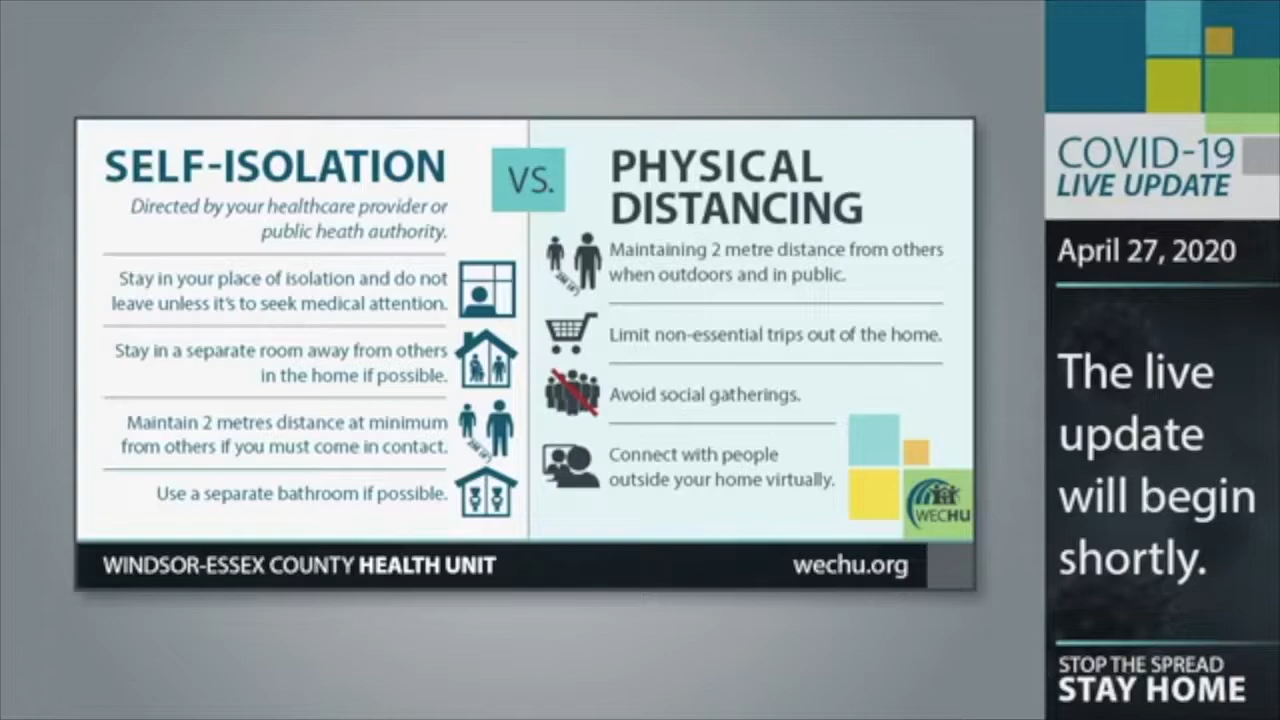 SELF-ISOLATION
Directed by your healthcare provider or
public heath authority.
Stay in your place of isolation and do not
leave unless it's to seek medical attention.
Stay in a separate room away from others
in the home if possible.
Maintain 2 metres distance at minimum
from others if you must come in contact.
Use a separate bathroom if possible.
VS.
PHYSICAL
DISTANCING
Maintaining 2 metre distance from others
when outdoors and in public.
Limit non-essential trips out of the home.
Avoid social gatherings.
Connect with people
outside your home virtually.
WECHU
WINDSOR-ESSEX COUNTY HEALTH UNIT
wechu.org
COVID-19
LIVE UPDATE
April 27, 2020
The live
update
will begin
shortly.
STOP THE SPREAD
STAY HOME